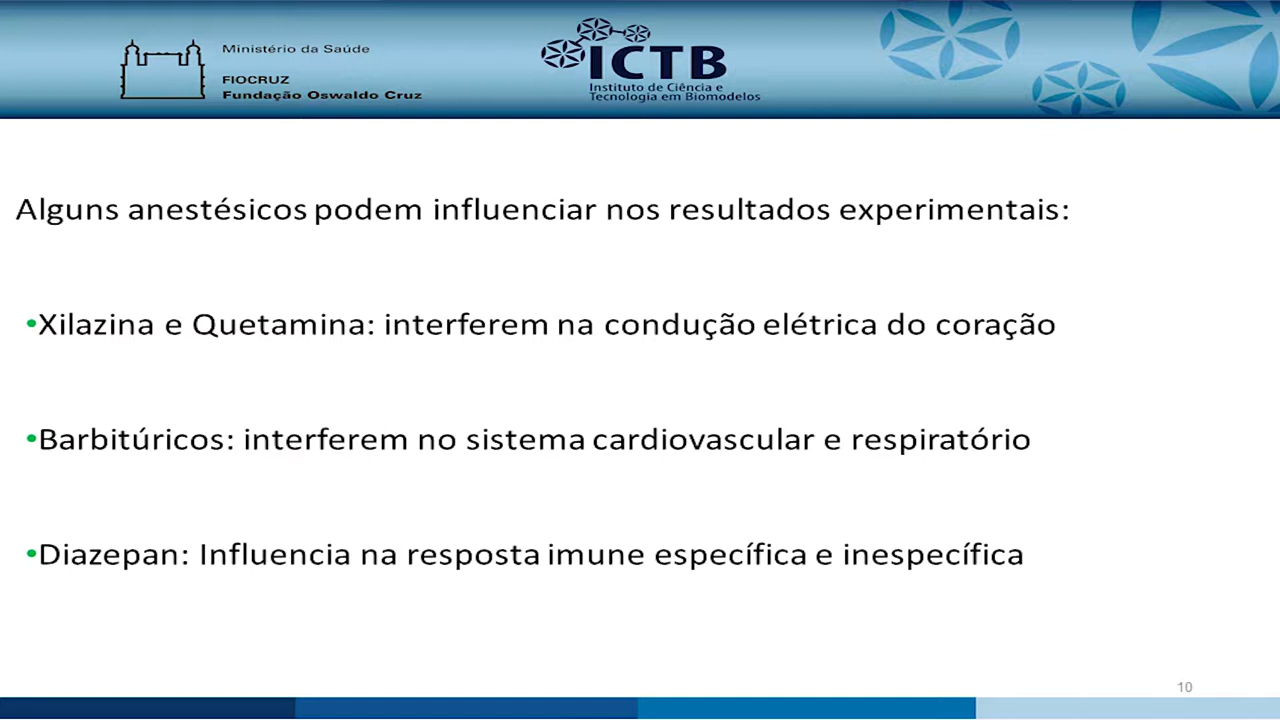 Ministério da Saúde
FIOCRUZ
Fundação Oswaldo Cruz
ICTB
Instituto de Ciência e
Tecnologia em Biomodelos
Alguns anestésicos podem influenciar nos resultados experimentais:
•Xilazina e Quetamina: interferem na condução elétrica do coração
•Barbitúricos: interferem no sistema cardiovascular e respiratório
•Diazepan: Influencia na resposta imune específica e inespecífica
10